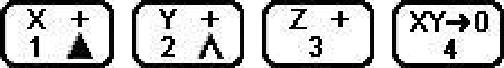 X + Y + Z + XY→0
1 ▲ 2 Λ 3 4